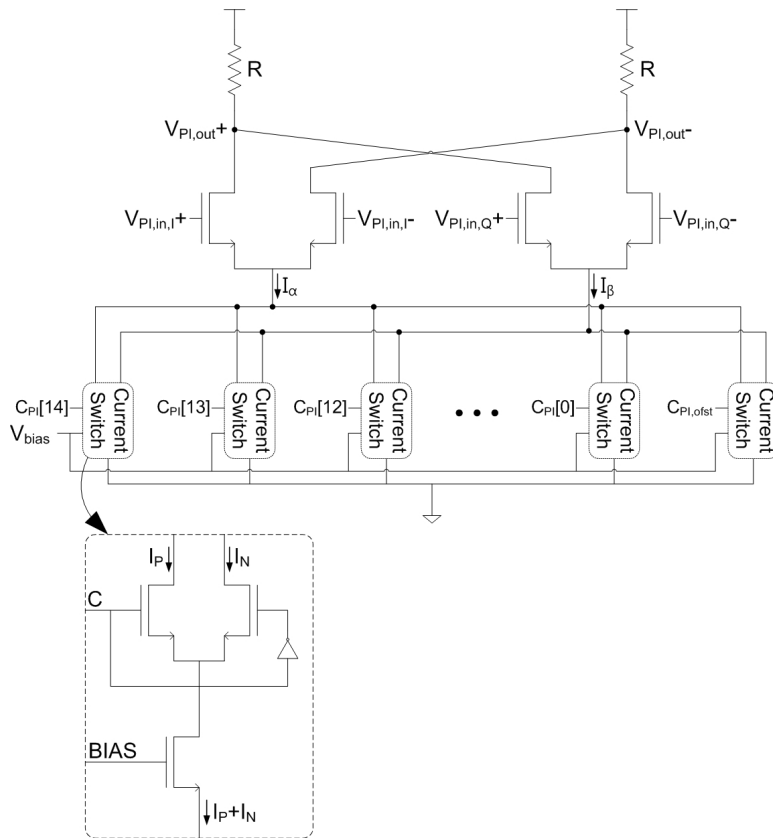 R
R
V_PI,out+
V_PI,out-
V_PI,in,I+
V_PI,in,I-
V_PI,in,Q+
V_PI,in,Q-
I_α
I_β
C_PI[14]
V_bias
Current Switch
C_PI[13]
Current Switch
C_PI[12]
Current Switch
• • •
C_PI[0]
Current Switch
C_PI,ofst
Current Switch
I_P
I_N
C
BIAS
I_P+I_N